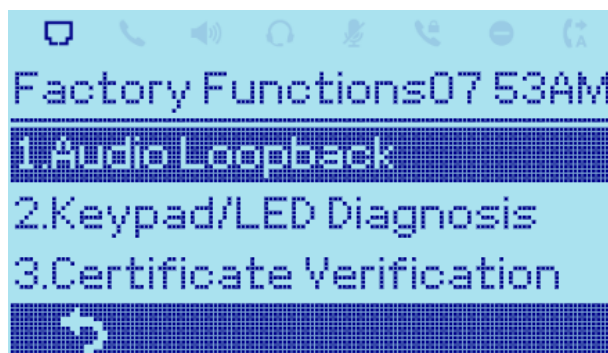 A
Factory Functions07 53AM
1.Audio Loopback
2.Keypad/LED Diagnosis
3.Certificate Verification